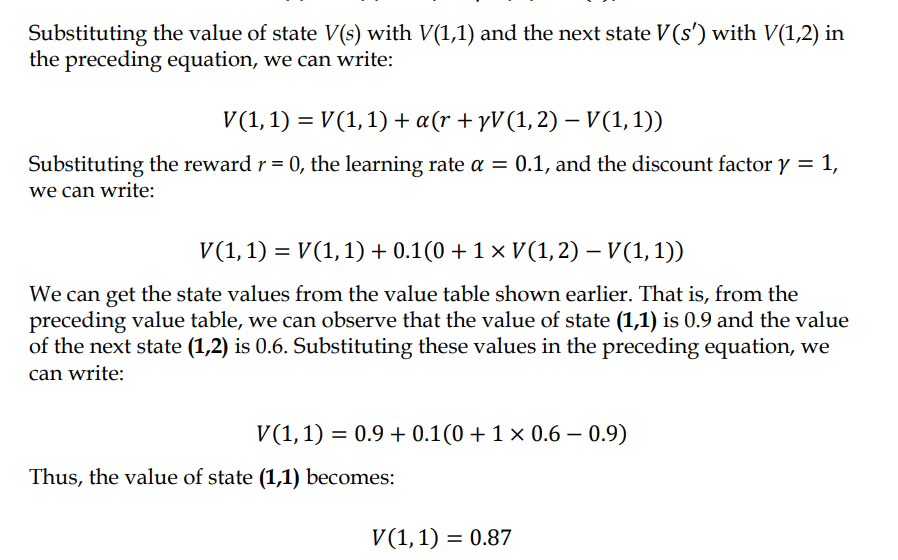 Substituting the value of state V(s) with V(1,1) and the next state V(s′) with V(1,2) in
the preceding equation, we can write:
V(1, 1) = V(1, 1) + α(r + γV(1, 2) − V(1, 1))
Substituting the reward r = 0, the learning rate α = 0.1, and the discount factor γ = 1,
we can write:
V(1, 1) = V(1, 1) + 0.1(0 + 1 × V(1, 2) − V(1, 1))
We can get the state values from the value table shown earlier. That is, from the
preceding value table, we can observe that the value of state (1,1) is 0.9 and the value
of the next state (1,2) is 0.6. Substituting these values in the preceding equation, we
can write:
V(1, 1) = 0.9 + 0.1(0 + 1 × 0.6 − 0.9)
Thus, the value of state (1,1) becomes:
V(1, 1) = 0.87